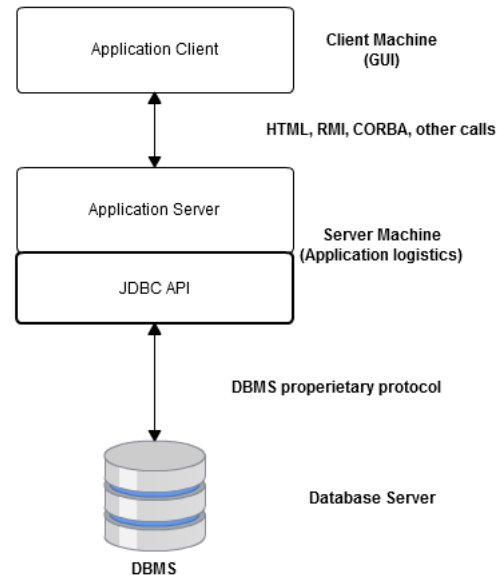 Application Client
Client Machine
(GUI)
HTML, RMI, CORBA, other calls
Application Server
Server Machine
(Application logistics)
JDBC API
DBMS properietary protocol
Database Server
DBMS